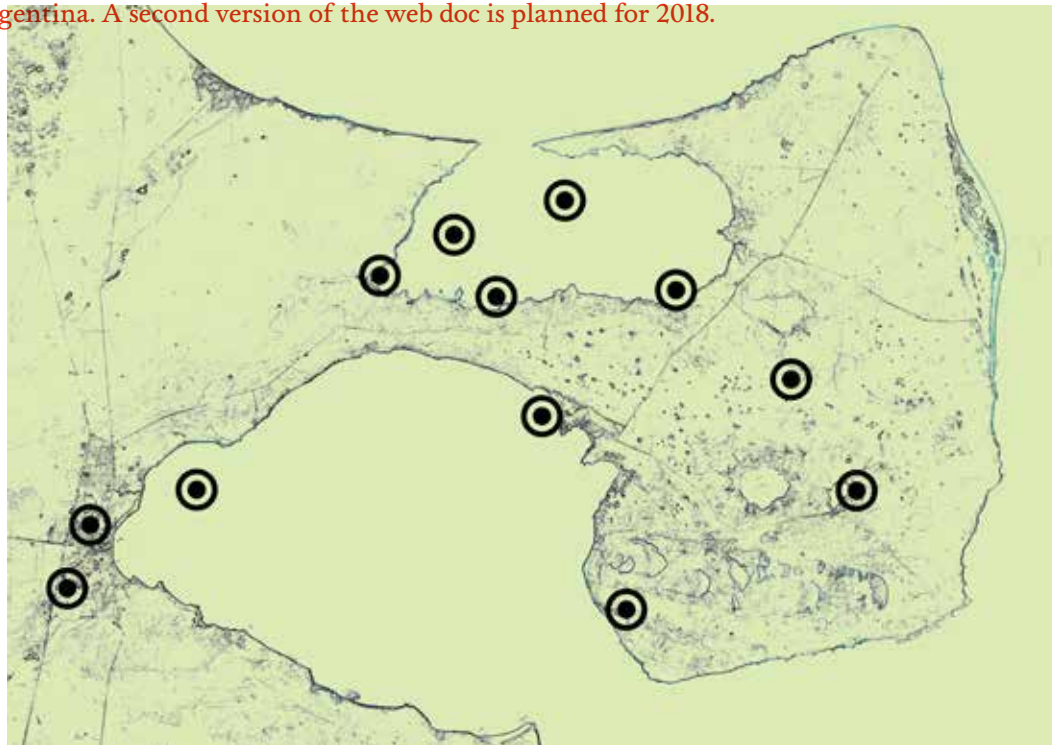 gentina. A second version of the web doc is planned for 2018.